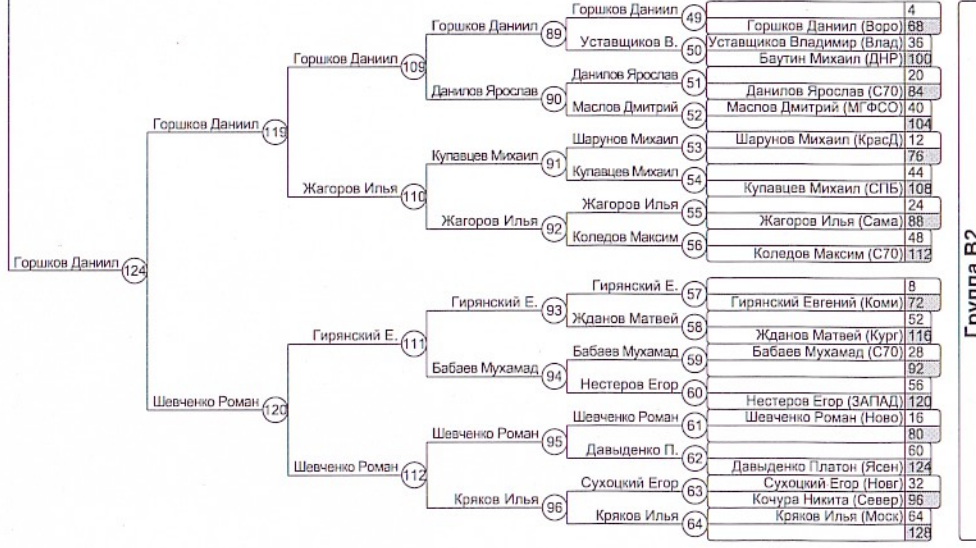 Горшков Даниил 49 4
Горшков Даниил (Воро) 68
Горшков Даниил 89
Уставщиков В. 50 Уставщиков Владимир (Влад) 36
Баутин Михаил (ДНР) 100
Горшков Даниил 109
Данилов Ярослав 51 20
Данилов Ярослав (С70) 84
Данилов Ярослав 90
Маслов Дмитрий 52 Маслов Дмитрий (МГФСО) 40
104
Горшков Даниил 119
Шарунов Михаил 53 Шарунов Михаил (КрасД) 12
76
Купавцев Михаил 91
Купавцев Михаил 54 44
Купавцев Михаил (СПБ) 108
Жагоров Илья 110
Жагоров Илья 55 24
Жагоров Илья (Сама) 88
Жагоров Илья 92
Коледов Максим 56 48
Коледов Максим (С70) 112
Горшков Даниил 124
Гирянский Е. 57 8
Гирянский Евгений (Коми) 72
Гирянский Е. 93
Жданов Матвей 58 52
Жданов Матвей (Кург) 116
Гирянский Е. 111
Бабаев Мухамад 59 Бабаев Мухамад (С70) 28
92
Бабаев Мухамад 94
Нестеров Егор 60 56
Нестеров Егор (ЗАПАД) 120
Шевченко Роман 120
Шевченко Роман 61 Шевченко Роман (Ново) 16
80
Шевченко Роман 95
Давыденко П. 62 60
Давыденко Платон (Ясен) 124
Шевченко Роман 112
Сухоцкий Егор 63 Сухоцкий Егор (Новг) 32
Кочура Никита (Север) 96
Кряков Илья 96
Кряков Илья 64 Кряков Илья (Моск) 64
128
Группа В2